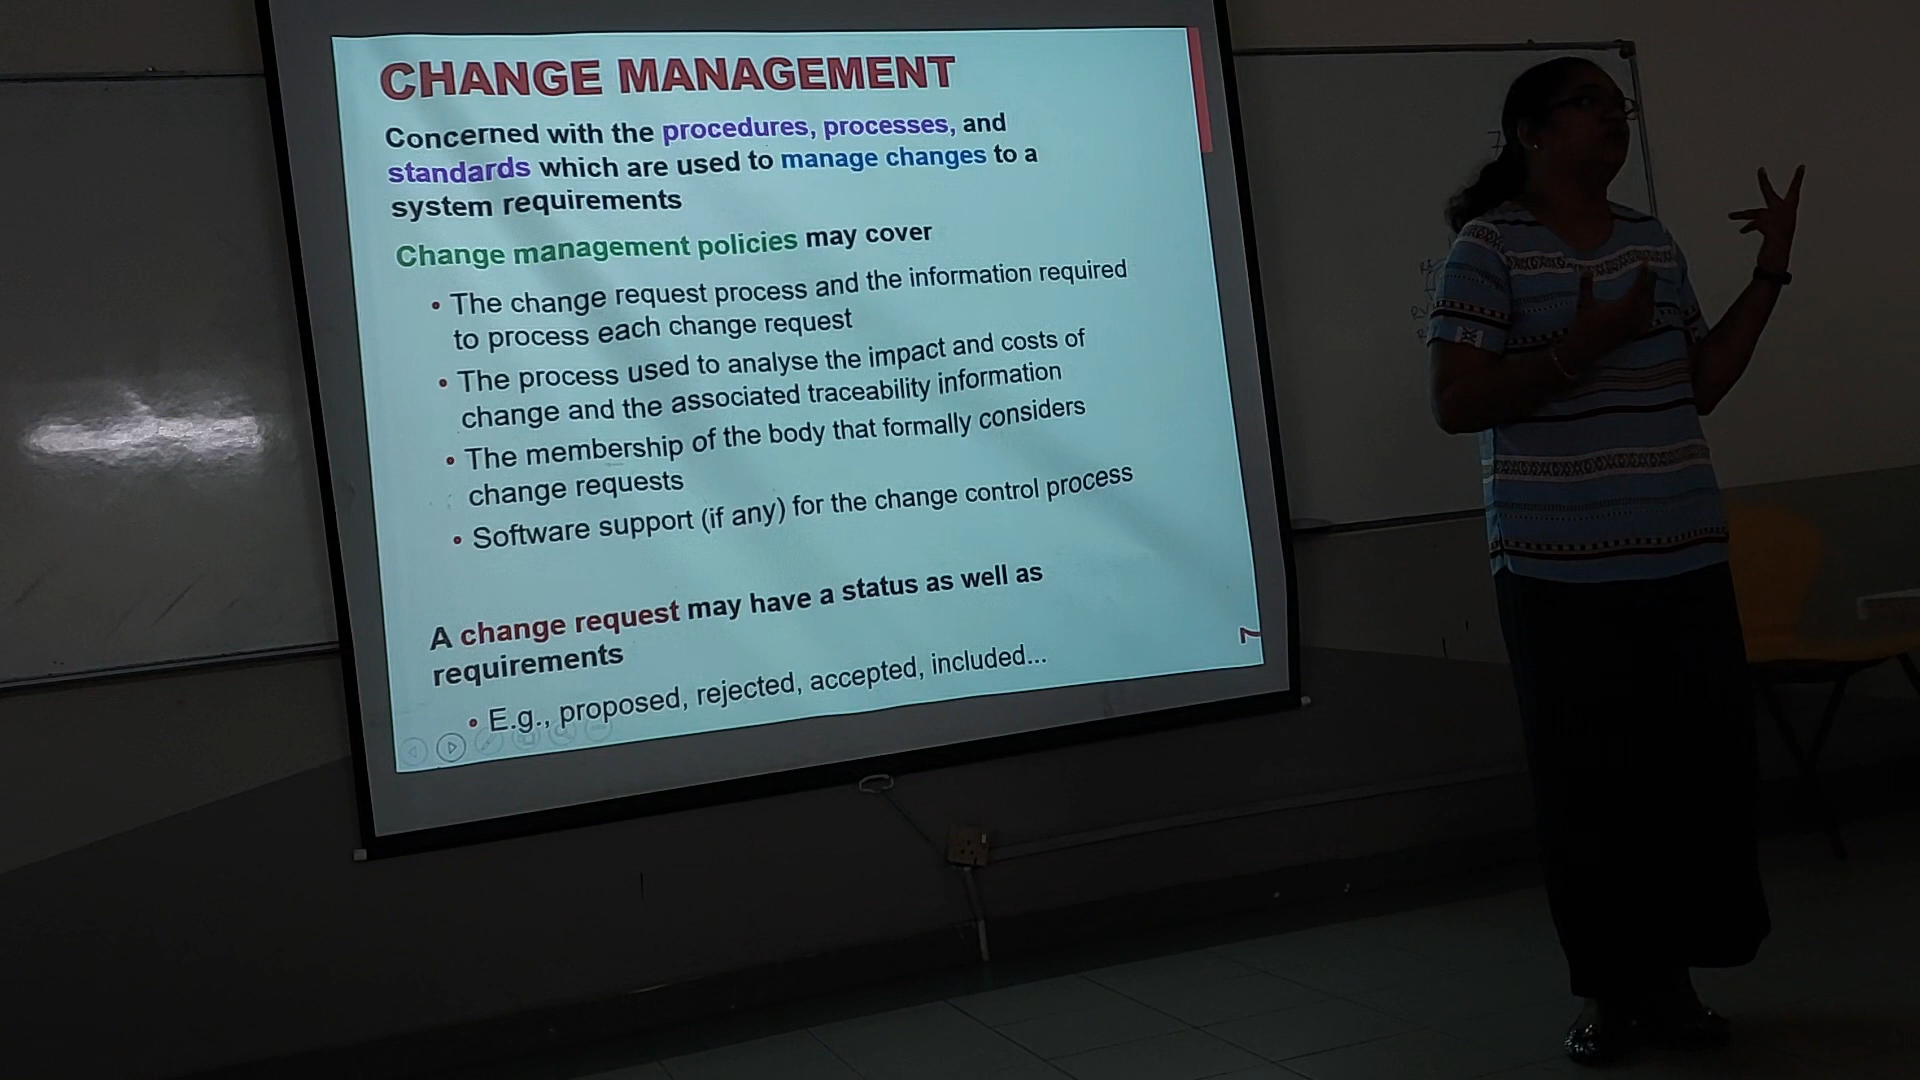 CHANGE MANAGEMENT
Concerned with the procedures, processes, and
standards which are used to manage changes to a
system requirements
Change management policies may cover
• The change request process and the information required
to process each change request
• The process used to analyse the impact and costs of
change and the associated traceability information
• The membership of the body that formally considers
change requests
• Software support (if any) for the change control process
A change request may have a status as well as
requirements
• E.g., proposed, rejected, accepted, included...
7